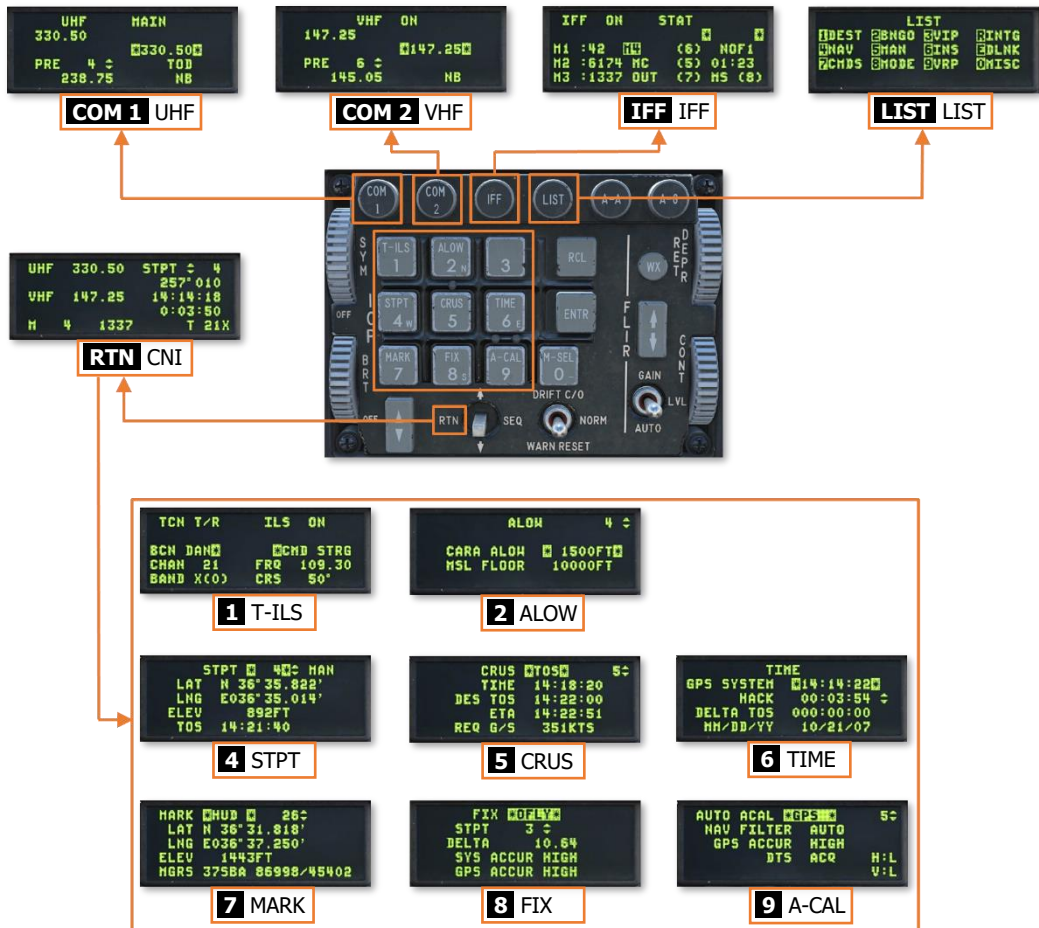 UHF MAIN
330.50
*330.50*
PRE 4 TOD
238.75 NB
COM 1 UHF
VHF ON
147.25
*147.25*
PRE 6
145.05 NB
COM 2 VHF
IFF ON STAT
* *
M1 :42 M4 (6) NOF1
M2 :6174 MC (5) 01:23
M3 :1337 OUT (7) MS (8)
IFF IFF
LIST
1DEST 2BNGO 3VIP RINTG
4NAV 5MAN 6INS EDLNK
7CMDS 8MODE 9VRP 0MISC
LIST LIST
COM 1
COM 2
IFF
LIST
A-A
A-G
SYM
RET DEPR
T-ILS 1
ALOW 2 N
3
RCL
WX
OFF
ICP
STPT 4 W
CRUS 5
TIME 6 E
ENTR
FLIR
CONT
BRT
MARK 7
FIX 8 S
A-CAL 9
M-SEL 0
GAIN
LVL
AUTO
OFF
RTN
SEQ
DRIFT C/O
NORM
WARN RESET
UHF 330.50 STPT 4
257°010
VHF 147.25 14:14:18
0:03:50
M 4 1337 T 21X
RTN CNI
TCN T/R ILS ON
BCN DAN* *CMD STRG
CHAN 21 FRQ 109.30
BAND X(0) CRS 50°
1 T-ILS
ALOW 4
CARA ALOW * 1500FT*
MSL FLOOR 10000FT
2 ALOW
STPT * 4* MAN
LAT N 36°35.822'
LNG E036°35.014'
ELEV 892FT
TOS 14:21:40
4 STPT
CRUS *TOS* 5
TIME 14:18:20
DES TOS 14:22:00
ETA 14:22:51
REQ G/S 351KTS
5 CRUS
TIME
GPS SYSTEM *14:14:22*
HACK 00:03:54
DELTA TOS 000:00:00
MM/DD/YY 10/21/07
6 TIME
MARK *HUD * 26
LAT N 36°31.818'
LNG E036°37.250'
ELEV 1443FT
MGRS 37SBA 86998/45402
7 MARK
FIX *OFLY*
STPT 3
DELTA 10.64
SYS ACCUR HIGH
GPS ACCUR HIGH
8 FIX
AUTO ACAL *GPS * 5
NAV FILTER AUTO
GPS ACCUR HIGH
DTS ACQ H:L
V:L
9 A-CAL